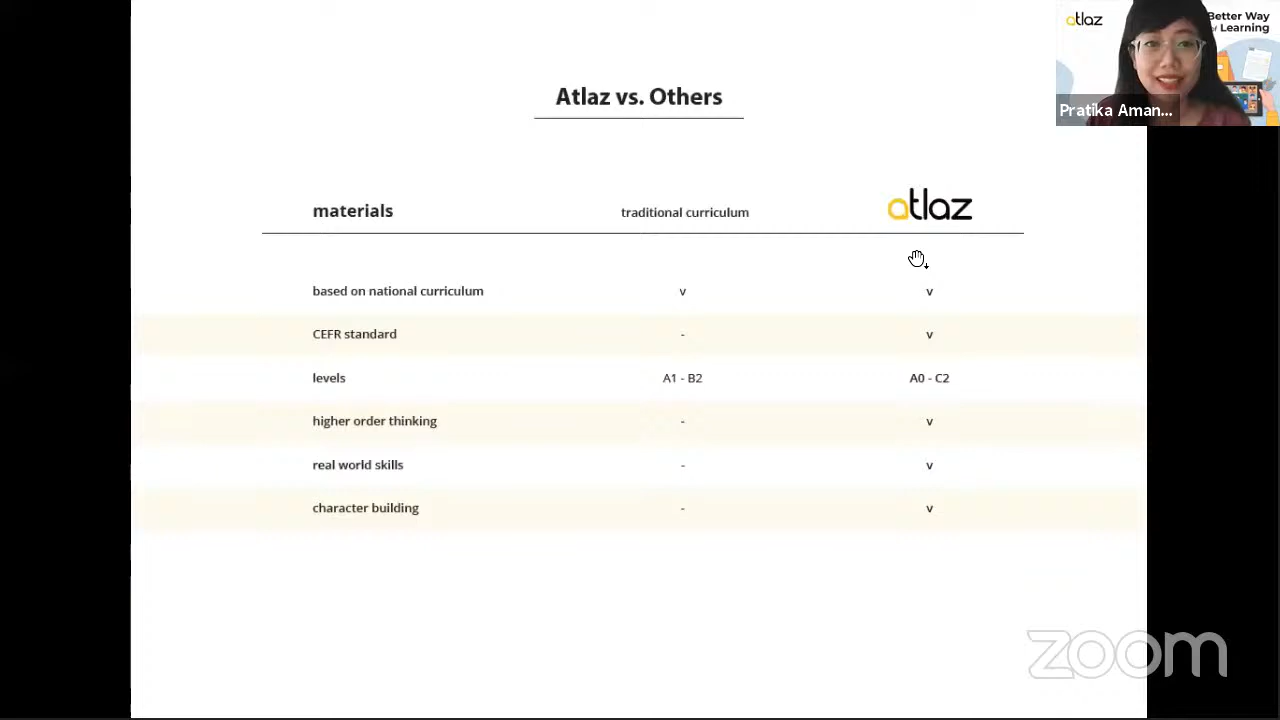 atlaz
Better Way
of Learning
Pratika Aman...
Atlaz vs. Others
materials traditional curriculum atlaz
based on national curriculum v v
CEFR standard - v
levels A1 - B2 A0 - C2
higher order thinking - v
real world skills - v
character building - v
zoom